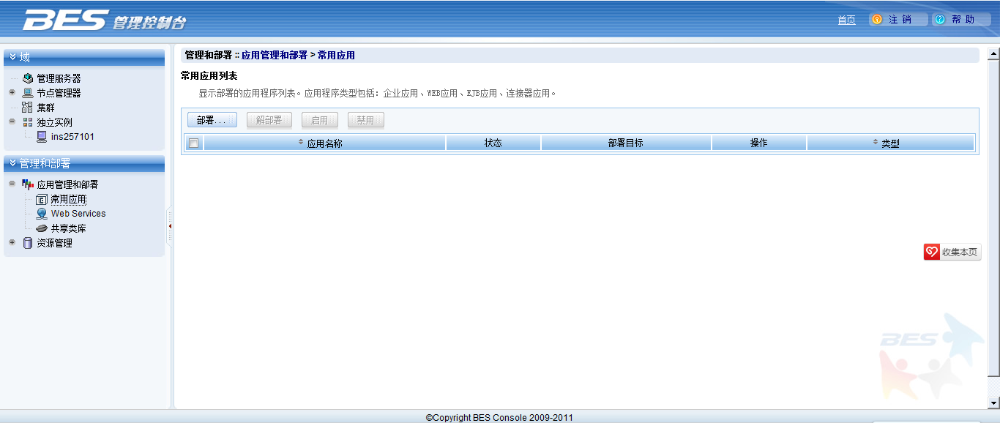 BES 管理控制台
首页 注 销 帮 助
域
管理服务器
节点管理器
集群
独立实例
ins257101
管理和部署
应用管理和部署
常用应用
Web Services
共享类库
资源管理
管理和部署 :: 应用管理和部署 > 常用应用
常用应用列表
显示部署的应用程序列表。应用程序类型包括：企业应用、WEB应用、EJB应用、连接器应用。
部署... 解部署 启用 禁用
应用名称 状态 部署目标 操作 类型
收集本页
BES
©Copyright BES Console 2009-2011